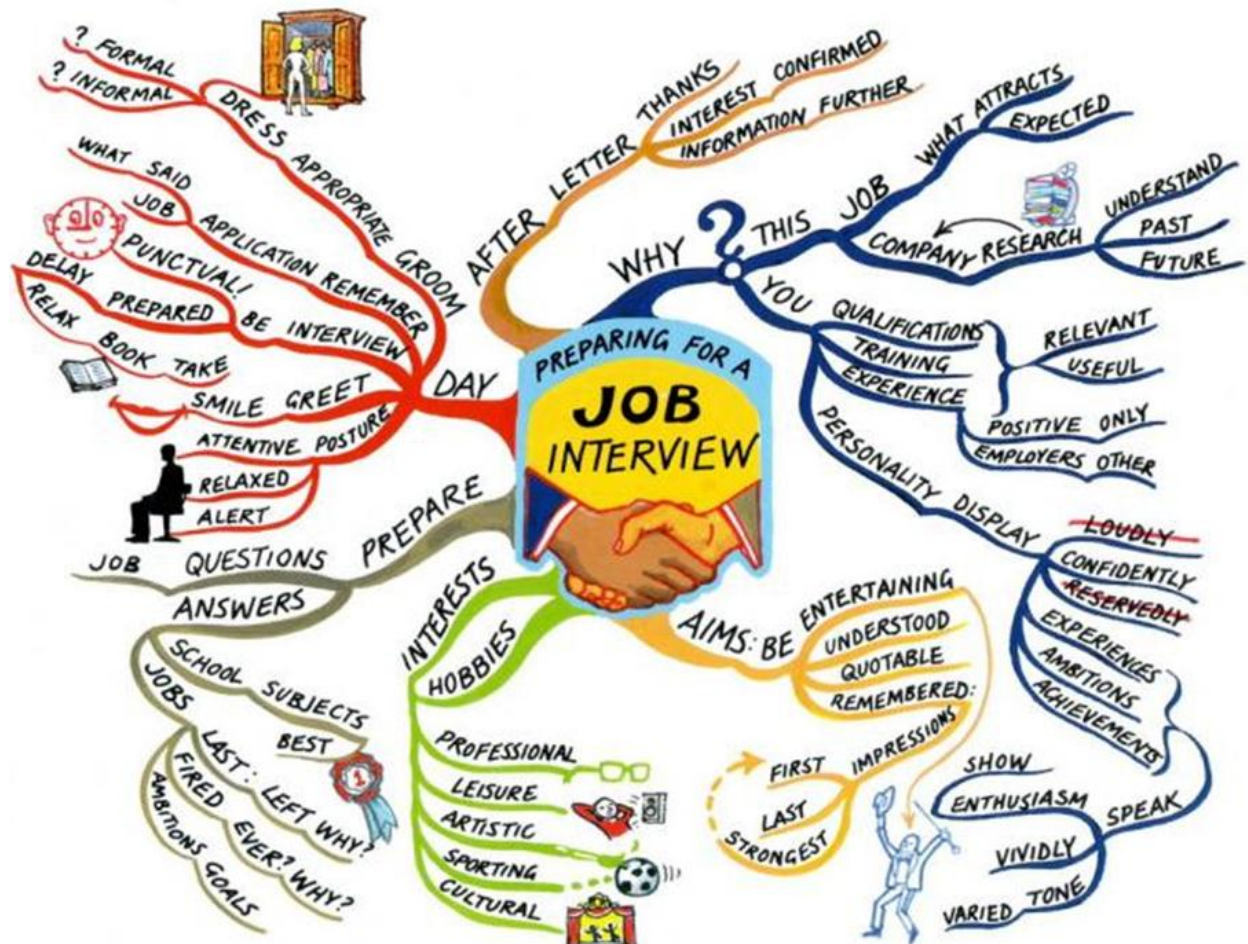 PREPARING FOR A
JOB
INTERVIEW
AFTER
LETTER
THANKS
INTEREST CONFIRMED
INFORMATION FURTHER
WHY
?
THIS
JOB
WHAT ATTRACTS
EXPECTED
COMPANY RESEARCH
UNDERSTAND
PAST
FUTURE
YOU
QUALIFICATIONS
TRAINING
EXPERIENCE
RELEVANT
USEFUL
POSITIVE ONLY
EMPLOYERS OTHER
PERSONALITY DISPLAY
LOUDLY
CONFIDENTLY
RESERVEDLY
EXPERIENCES
AMBITIONS
ACHIEVEMENTS
SPEAK
SHOW
ENTHUSIASM
VIVIDLY
VARIED TONE
AIMS: BE
ENTERTAINING
UNDERSTOOD
QUOTABLE
REMEMBERED:
IMPRESSIONS
FIRST
LAST
STRONGEST
INTERESTS
HOBBIES
PROFESSIONAL
LEISURE
ARTISTIC
SPORTING
CULTURAL
PREPARE
QUESTIONS
JOB
ANSWERS
SCHOOL SUBJECTS
BEST
1
JOBS
LAST: LEFT WHY?
FIRED EVER? WHY?
AMBITIONS GOALS
DAY
DRESS APPROPRIATE GROOM
? FORMAL
? INFORMAL
APPLICATION REMEMBER
WHAT SAID
JOB
BE INTERVIEW
PUNCTUAL!
PREPARED
DELAY
RELAX
BOOK TAKE
SMILE GREET
ATTENTIVE POSTURE
RELAXED
ALERT